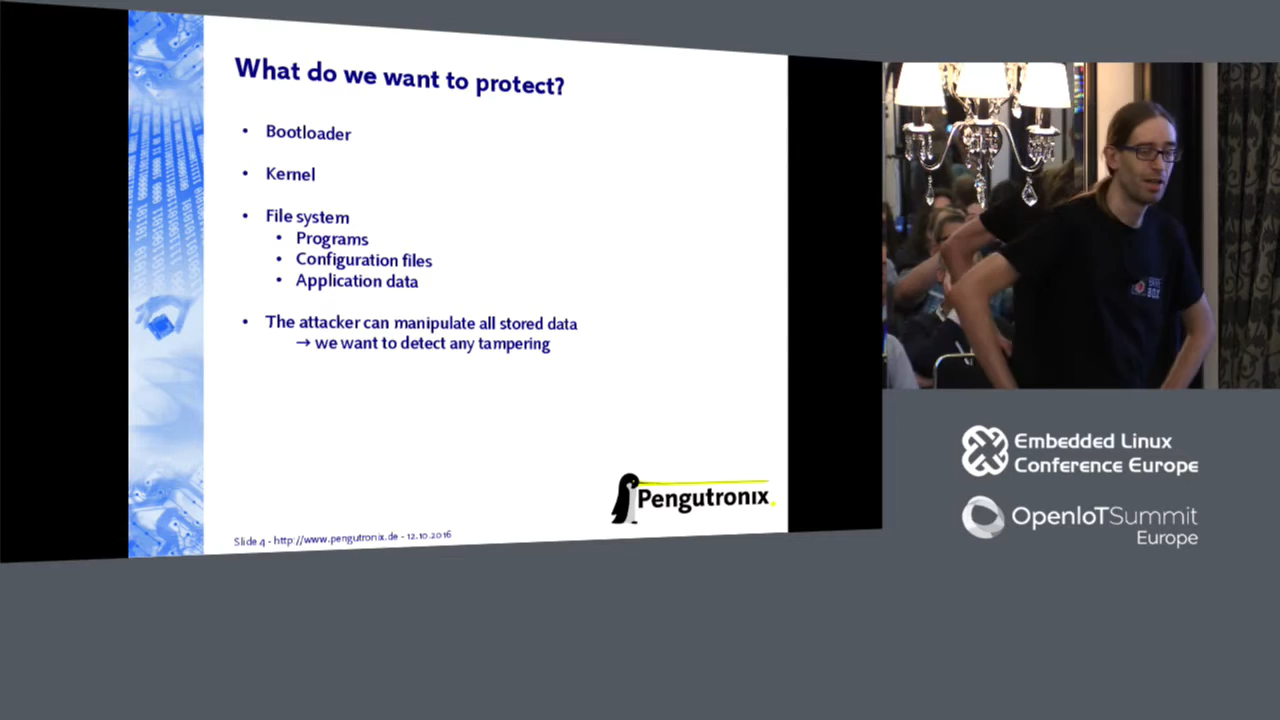 What do we want to protect?
• Bootloader
• Kernel
• File system
• Programs
• Configuration files
• Application data
• The attacker can manipulate all stored data
→ we want to detect any tampering
Pengutronix
Slide 4 - http://www.pengutronix.de - 12.10.2016
BOX
Embedded Linux
Conference Europe
OpenIoTSummit
Europe